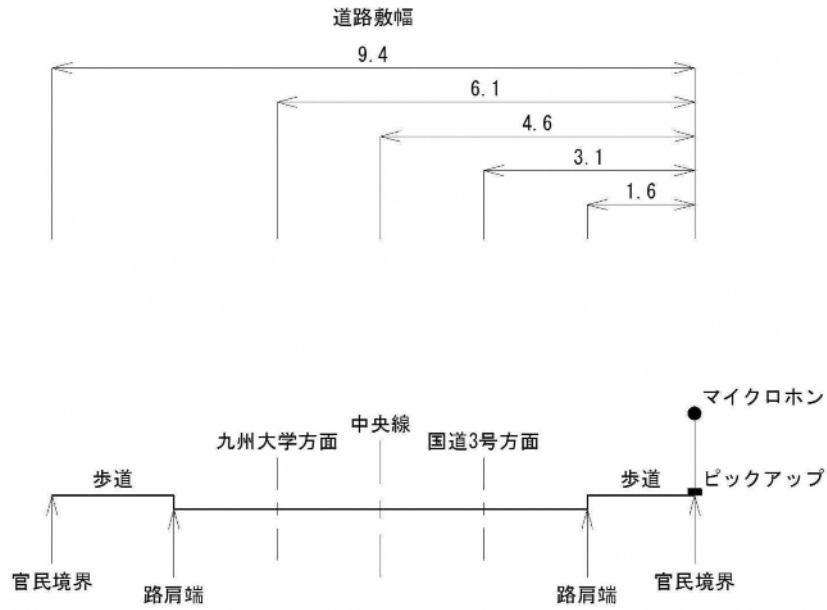 道路敷幅
9.4
6.1
4.6
3.1
1.6
マイクロホン
中央線
九州大学方面
国道3号方面
歩道
歩道
ピックアップ
官民境界
路肩端
路肩端
官民境界